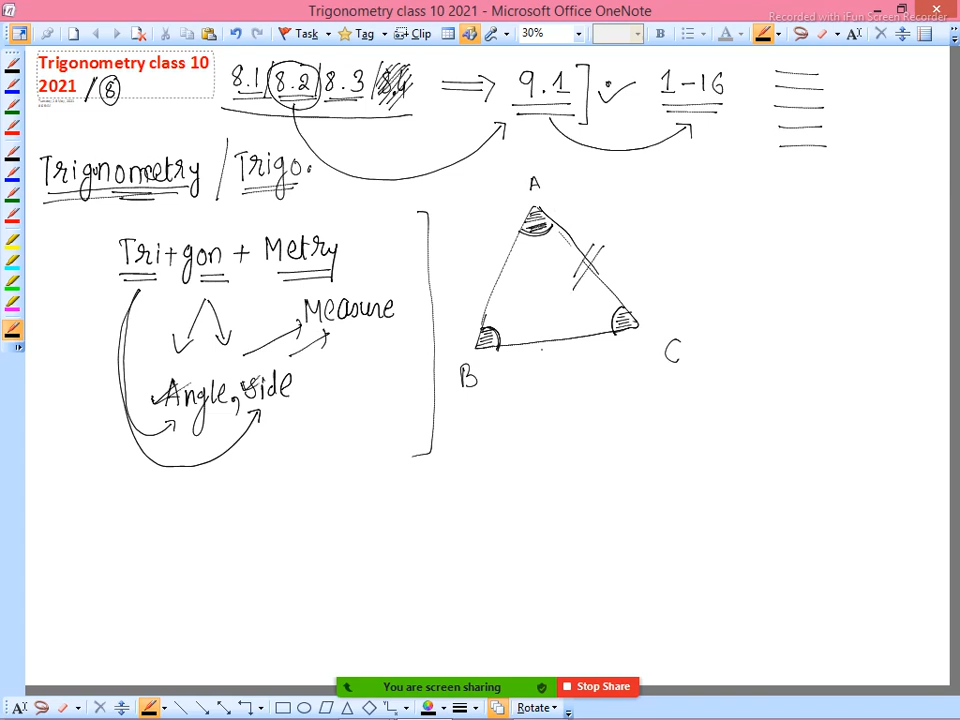 Trigonometry class 10 2021 - Microsoft Office OneNote
Recorded with iFun Screen Recorder
Task
Tag
Clip
30%
B
A
Trigonometry class 10
2021 / 8
8.1 / 8.2 / 8.3 / 8.4 ⇒ 9.1 ] ✓ 1-16
Trigonometry / Trigo.
A
Tri + gon + Metry
Measure
B
C
Angle, Side
You are screen sharing
Stop Share
Rotate